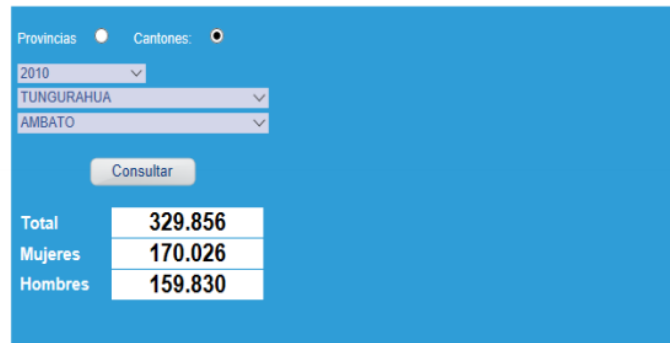 Provincias Cantones:
2010
TUNGURAHUA
AMBATO
Consultar
Total 329.856
Mujeres 170.026
Hombres 159.830